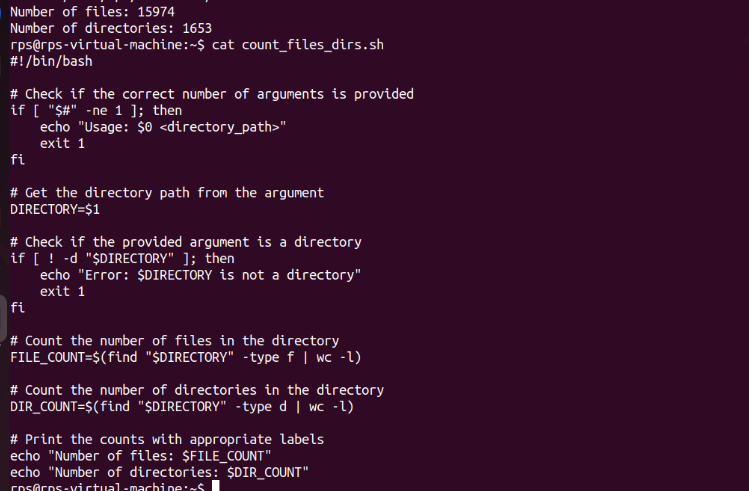 Number of files: 15974
Number of directories: 1653
rps@rps-virtual-machine:~$ cat count_files_dirs.sh
#!/bin/bash

# Check if the correct number of arguments is provided
if [ "$#" -ne 1 ]; then
    echo "Usage: $0 <directory_path>"
    exit 1
fi

# Get the directory path from the argument
DIRECTORY=$1

# Check if the provided argument is a directory
if [ ! -d "$DIRECTORY" ]; then
    echo "Error: $DIRECTORY is not a directory"
    exit 1
fi

# Count the number of files in the directory
FILE_COUNT=$(find "$DIRECTORY" -type f | wc -l)

# Count the number of directories in the directory
DIR_COUNT=$(find "$DIRECTORY" -type d | wc -l)

# Print the counts with appropriate labels
echo "Number of files: $FILE_COUNT"
echo "Number of directories: $DIR_COUNT"
rps@rps-virtual-machine:~$